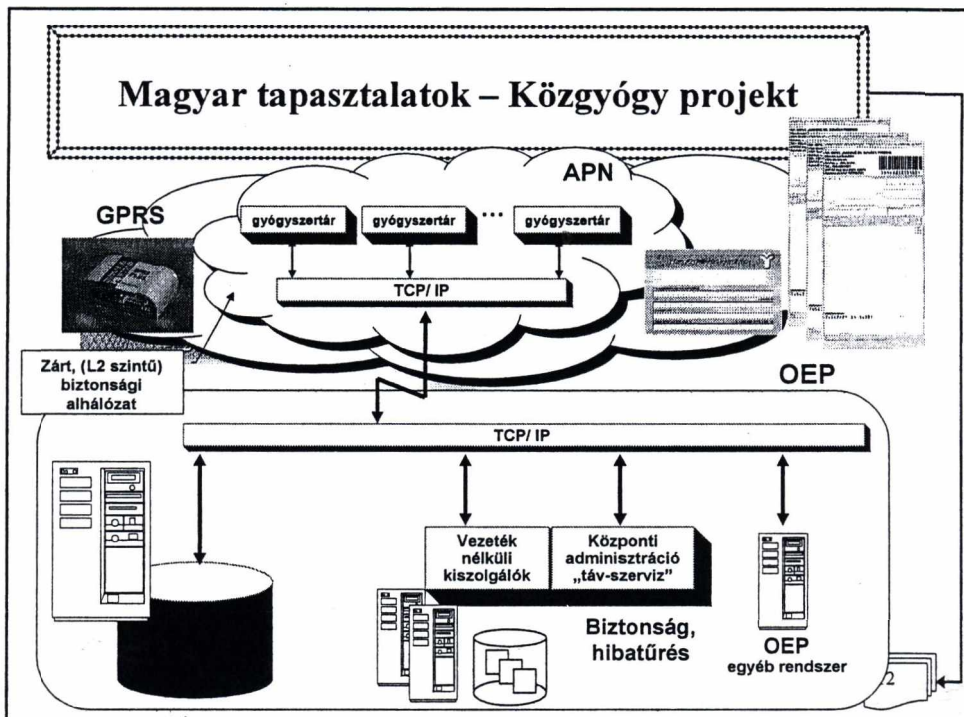 Magyar tapasztalatok – Közgyógy projekt
APN
GPRS
gyógyszertár
gyógyszertár
...
gyógyszertár
TCP/ IP
Zárt, (L2 szintű)
biztonsági
alhálózat
OEP
TCP/ IP
Vezeték
nélküli
kiszolgálók
Központi
adminisztráció
„táv-szerviz”
Biztonság,
hibatűrés
OEP
egyéb rendszer